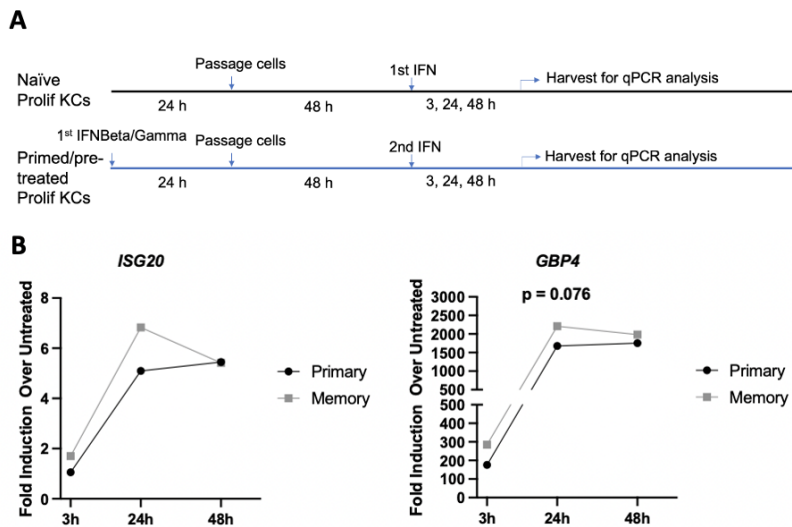 A
Naïve
Prolif KCs
Passage cells
1st IFN
Harvest for qPCR analysis
24 h
48 h
3, 24, 48 h
1st IFNBeta/Gamma
Primed/pre-
treated
Prolif KCs
Passage cells
2nd IFN
Harvest for qPCR analysis
24 h
48 h
3, 24, 48 h
B
ISG20
Fold Induction Over Untreated
8
6
4
2
0
3h
24h
48h
Primary
Memory
GBP4
p = 0.076
Fold Induction Over Untreated
3000
2500
2000
1500
1000
500
500
400
300
200
100
0
3h
24h
48h
Primary
Memory